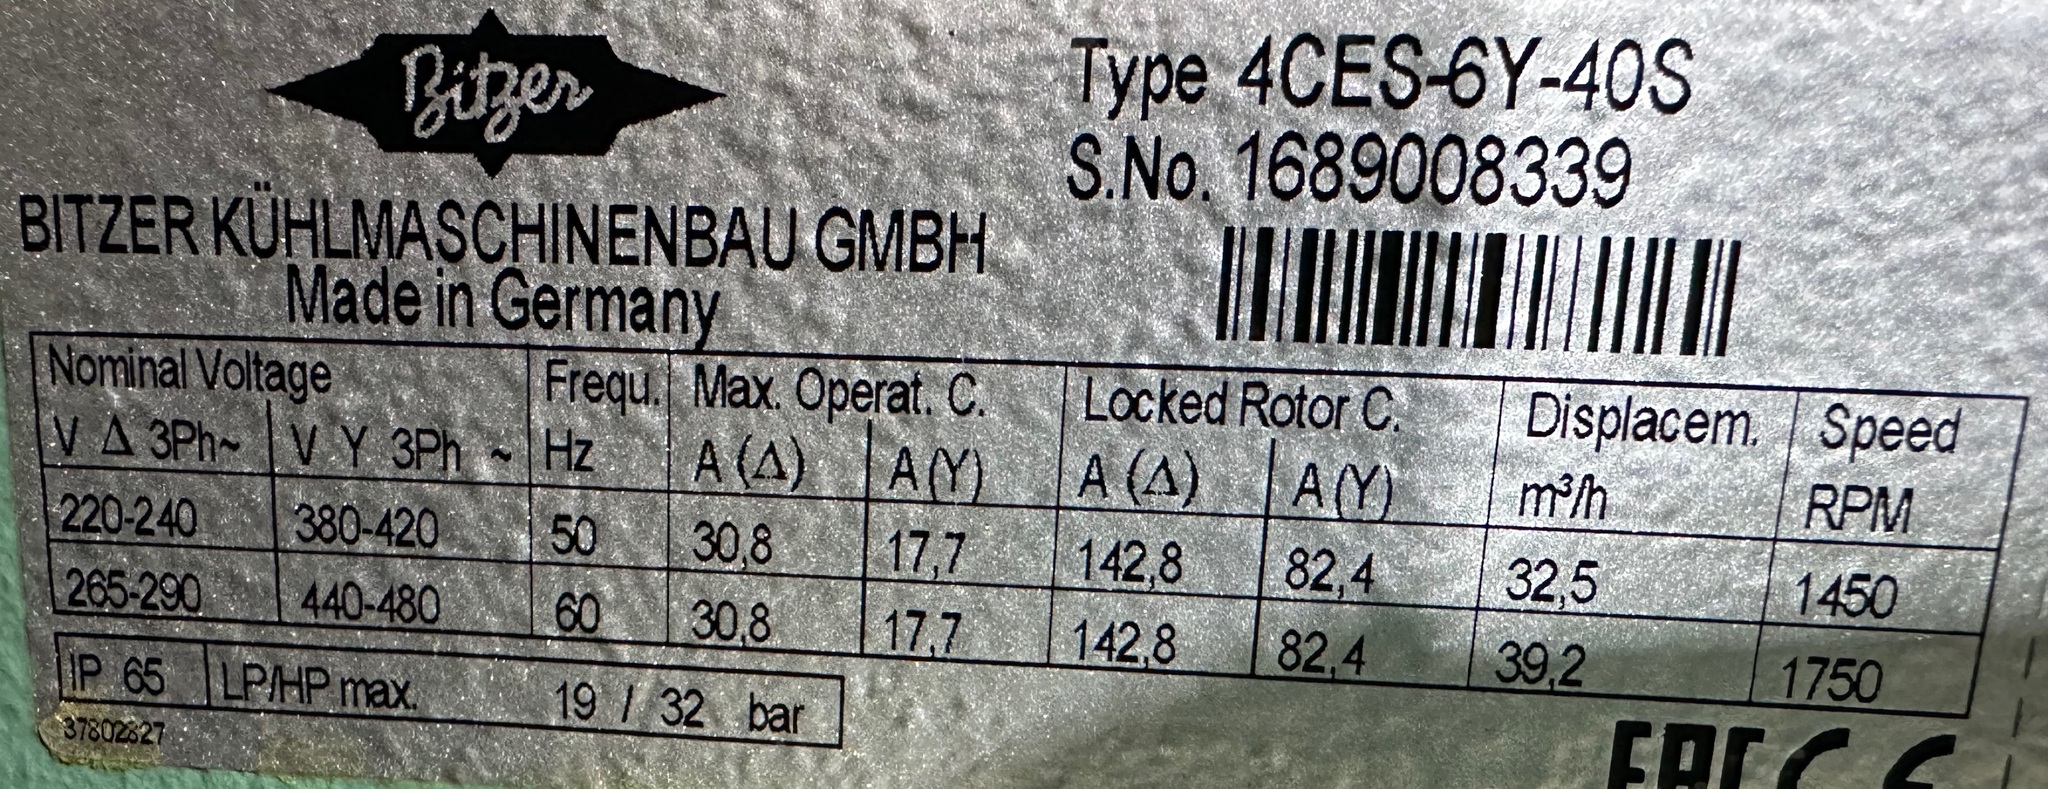 Bitzer
Type 4CES-6Y-40S
S.No. 1689008339
BITZER KÜHLMASCHINENBAU GMBH
Made in Germany
Nominal Voltage Frequ. Max. Operat. C. Locked Rotor C. Displacem. Speed
V Δ 3Ph~ V Y 3Ph ~ Hz A (Δ) A (Y) A (Δ) A (Y) m³/h RPM
220-240 380-420 50 30,8 17,7 142,8 82,4 32,5 1450
265-290 440-480 60 30,8 17,7 142,8 82,4 39,2 1750
IP 65 LP/HP max. 19 / 32 bar
37802827
EAC CE